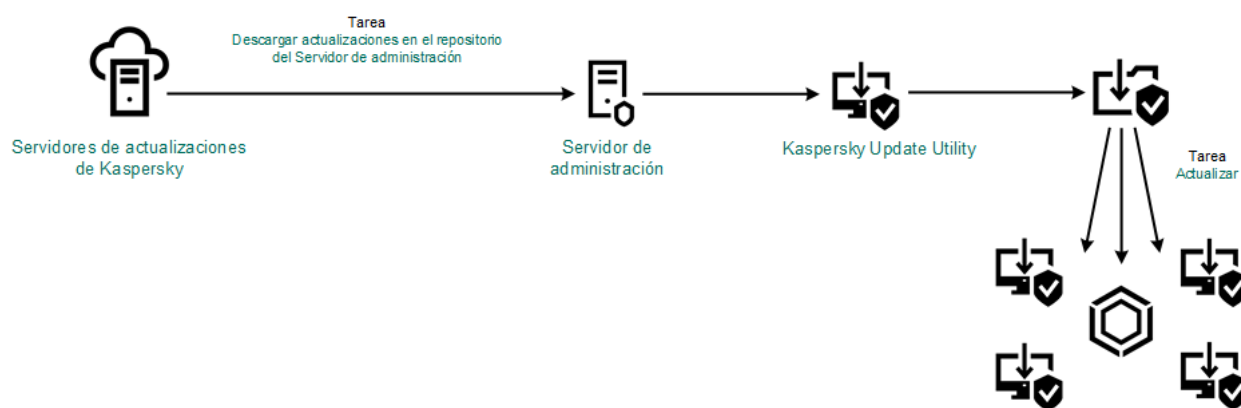 Tarea
Descargar actualizaciones en el repositorio
del Servidor de administración
Servidores de actualizaciones
de Kaspersky
Servidor de
administración
Kaspersky Update Utility
Tarea
Actualizar